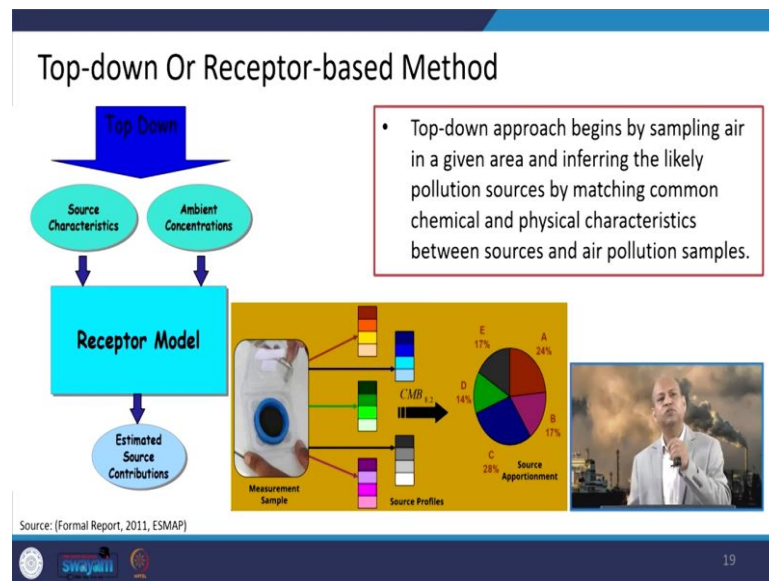 Top-down Or Receptor-based Method
Top Down
Source
Characteristics
Ambient
Concentrations
Receptor Model
Estimated
Source
Contributions
• Top-down approach begins by sampling air
in a given area and inferring the likely
pollution sources by matching common
chemical and physical characteristics
between sources and air pollution samples.
Measurement
Sample
Source Profiles
CMB 8.2
E
17%
A
24%
D
14%
B
17%
C
28%
Source
Apportionment
Source: (Formal Report, 2011, ESMAP)
swayam
19